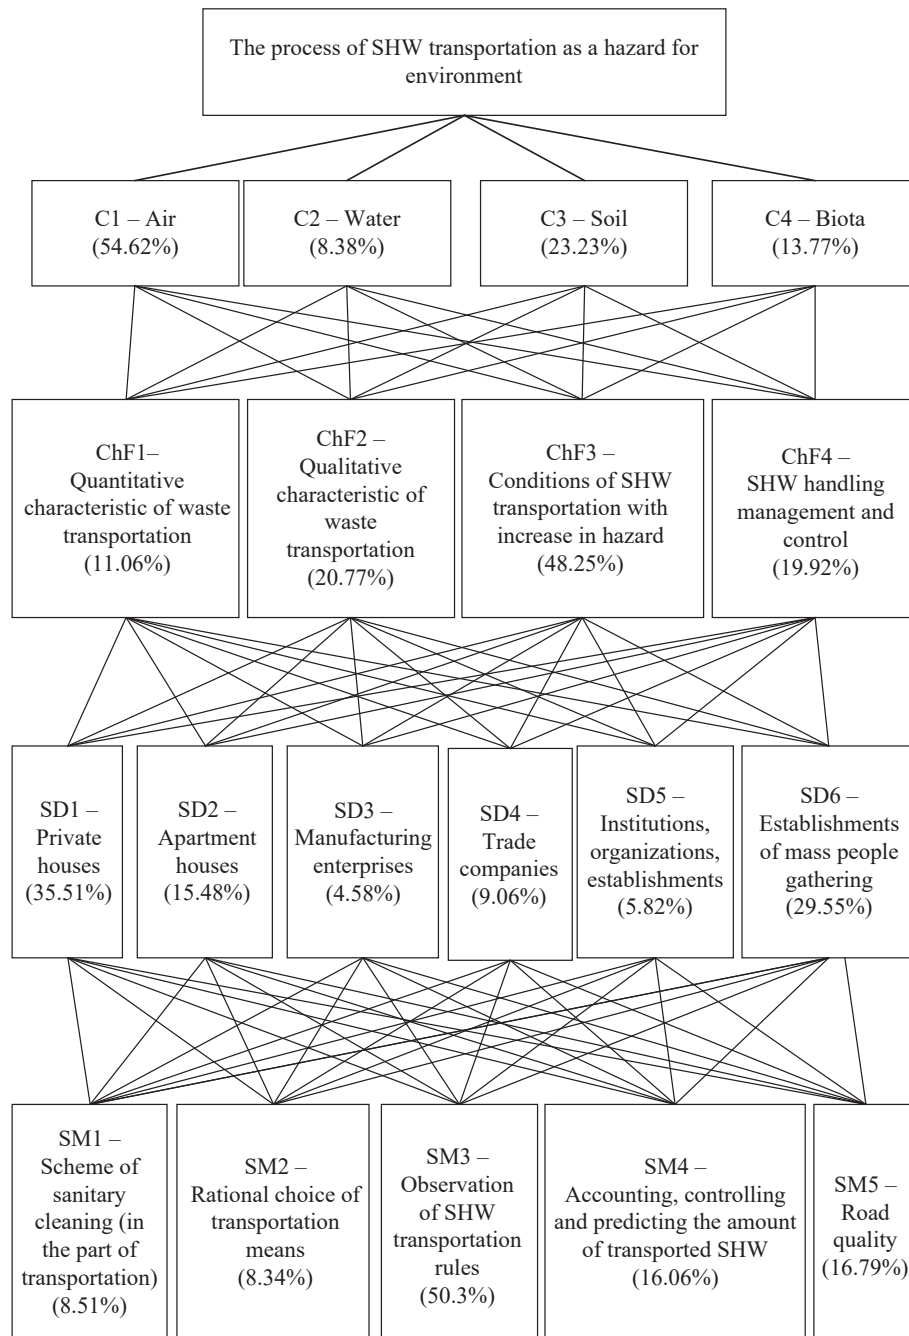 The process of SHW transportation as a hazard for
environment
C1 – Air
(54.62%)
C2 – Water
(8.38%)
C3 – Soil
(23.23%)
C4 – Biota
(13.77%)
ChF1–
Quantitative
characteristic of waste
transportation
(11.06%)
ChF2 –
Qualitative
characteristic of
waste
transportation
(20.77%)
ChF3 –
Conditions of SHW
transportation with
increase in hazard
(48.25%)
ChF4 –
SHW handling
management and
control
(19.92%)
SD1 –
Private
houses
(35.51%)
SD2 –
Apartment
houses
(15.48%)
SD3 –
Manufacturing
enterprises
(4.58%)
SD4 –
Trade
companies
(9.06%)
SD5 –
Institutions,
organizations,
establishments
(5.82%)
SD6 –
Establishments
of mass people
gathering
(29.55%)
SM1 –
Scheme of
sanitary
cleaning (in
the part of
transportation)
(8.51%)
SM2 –
Rational choice of
transportation
means
(8.34%)
SM3 –
Observation
of SHW
transportation
rules
(50.3%)
SM4 –
Accounting, controlling
and predicting the amount
of transported SHW
(16.06%)
SM5 –
Road
quality
(16.79%)